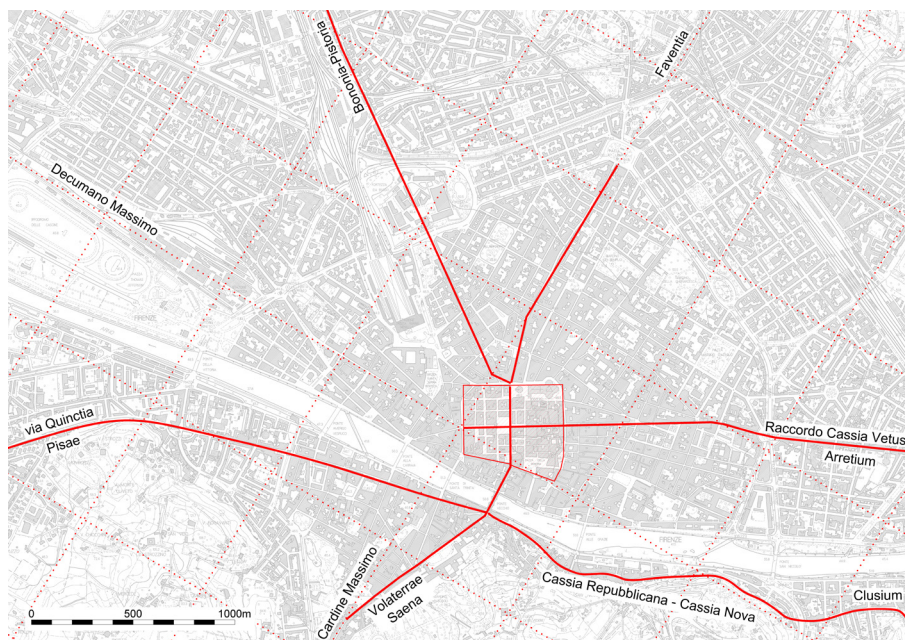 Bononia-Pistoria
Faventia
Decumano Massimo
FIRENZE
via Quinctia
Pisae
Raccordo Cassia Vetus
Arretium
FIRENZE
Cardine Massimo
Volaterrae
Saena
Cassia Repubblicana - Cassia Nova
Clusium
0 500 1000m